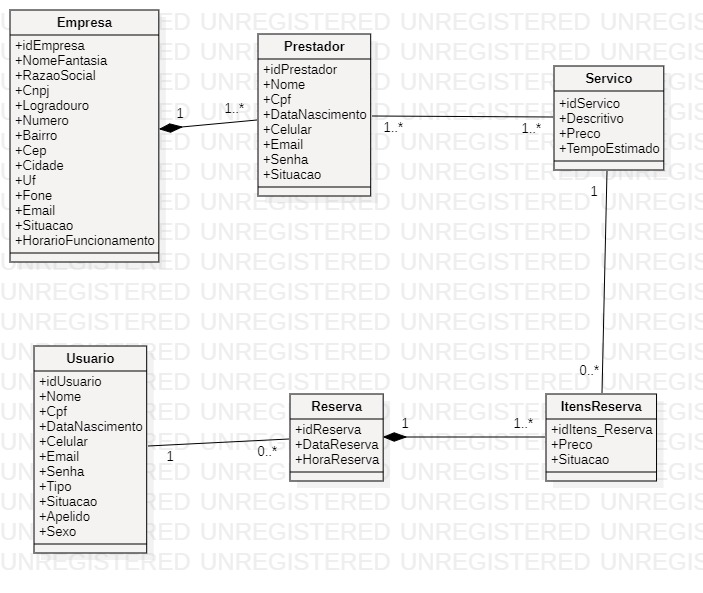 Empresa
+idEmpresa
+NomeFantasia
+RazaoSocial
+Cnpj
+Logradouro
+Numero
+Bairro
+Cep
+Cidade
+Uf
+Fone
+Email
+Situacao
+HorarioFuncionamento
1
1..*
Prestador
+idPrestador
+Nome
+Cpf
+DataNascimento
+Celular
+Email
+Senha
+Situacao
1..*
1..*
Servico
+idServico
+Descritivo
+Preco
+TempoEstimado
1
0..*
Usuario
+idUsuario
+Nome
+Cpf
+DataNascimento
+Celular
+Email
+Senha
+Tipo
+Situacao
+Apelido
+Sexo
1
0..*
Reserva
+idReserva
+DataReserva
+HoraReserva
1
1..*
ItensReserva
+idItens_Reserva
+Preco
+Situacao
UNREGISTERED UNREGISTERED UNREGISTERED UNREGIS